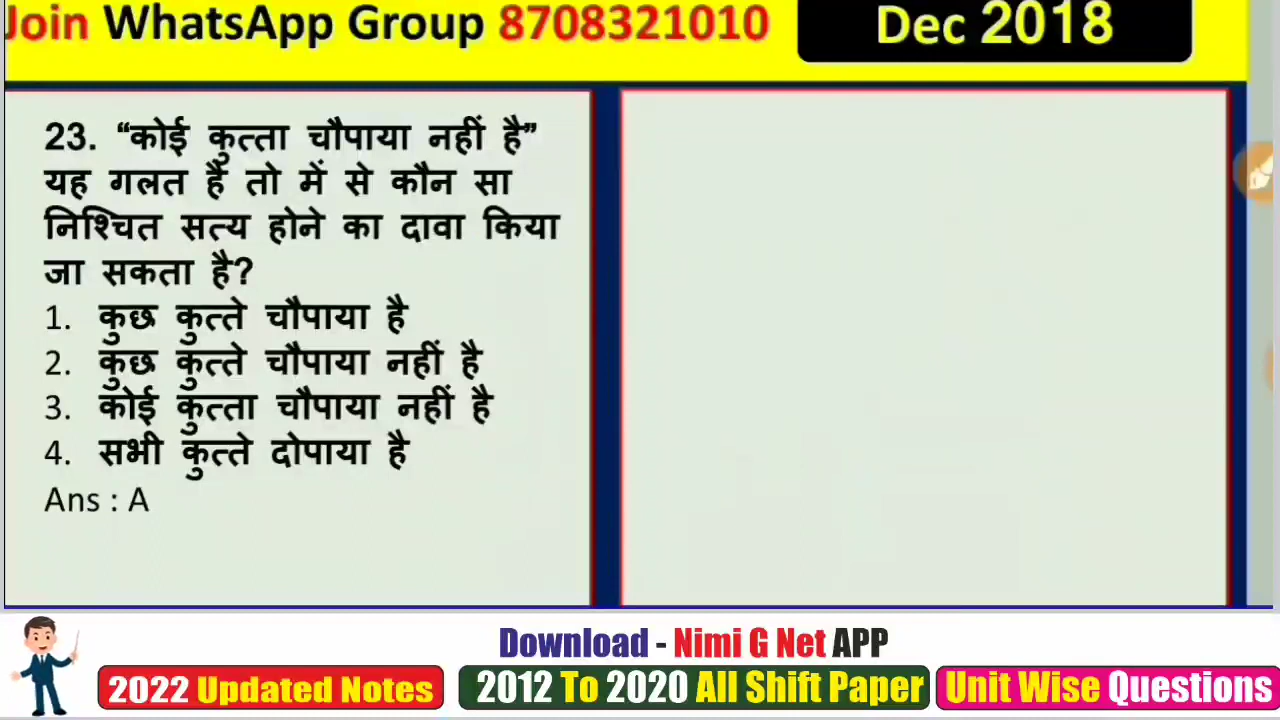 Join WhatsApp Group 8708321010
Dec 2018
23. “कोई कुत्ता चौपाया नहीं है”
यह गलत है तो में से कौन सा
निश्चित सत्य होने का दावा किया
जा सकता है?
1. कुछ कुत्ते चौपाया है
2. कुछ कुत्ते चौपाया नहीं है
3. कोई कुत्ता चौपाया नहीं है
4. सभी कुत्ते दोपाया है
Ans : A
Download - Nimi G Net APP
2022 Updated Notes
2012 To 2020 All Shift Paper
Unit Wise Questions